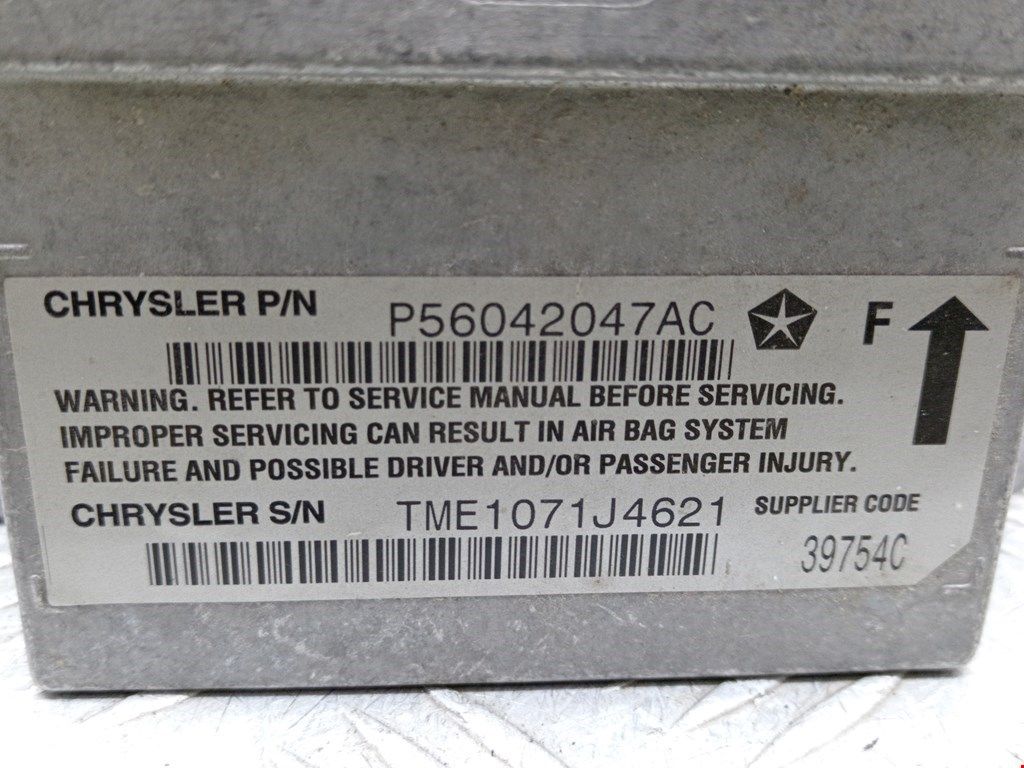 CHRYSLER P/N P56042047AC F
WARNING. REFER TO SERVICE MANUAL BEFORE SERVICING.
IMPROPER SERVICING CAN RESULT IN AIR BAG SYSTEM
FAILURE AND POSSIBLE DRIVER AND/OR PASSENGER INJURY.
CHRYSLER S/N TME1071J4621 SUPPLIER CODE
39754C